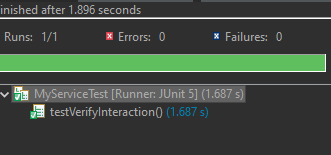 inished after 1.896 seconds
Runs: 1/1 Errors: 0 Failures: 0
MyServiceTest [Runner: JUnit 5] (1.687 s)
testVerifyInteraction() (1.687 s)